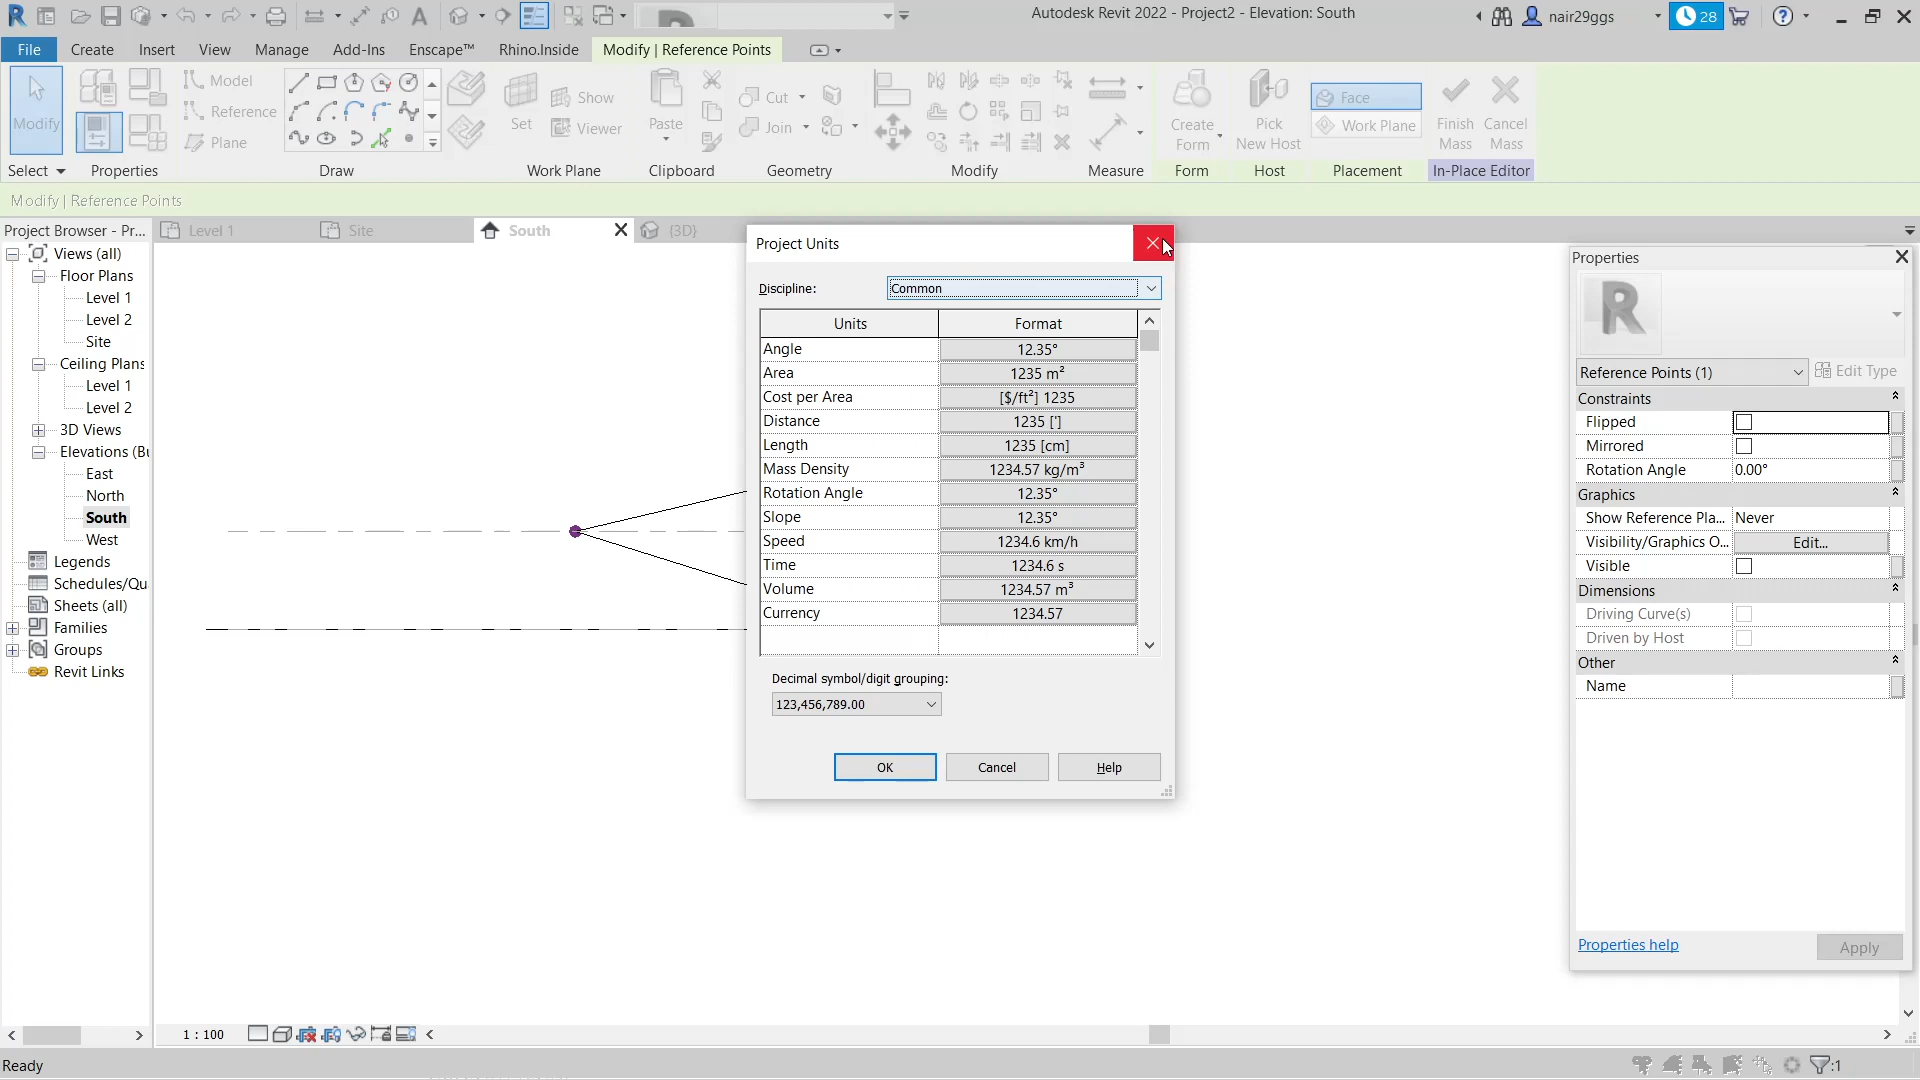 Autodesk Revit 2022 - Project2 - Elevation: South
nair29ggs
28
File
Create
Insert
View
Manage
Add-Ins
Enscape™
Rhino.Inside
Modify | Reference Points
Modify
Model
Reference
Plane
Set
Show
Viewer
Paste
Cut
Join
Create Form
Pick New Host
Face
Work Plane
Finish Mass
Cancel Mass
Select
Properties
Draw
Work Plane
Clipboard
Geometry
Modify
Measure
Form
Host
Placement
In-Place Editor
Modify | Reference Points
Project Browser - Pr...
Level 1
Site
South
{3D}
Views (all)
Floor Plans
Level 1
Level 2
Site
Ceiling Plans
Level 1
Level 2
3D Views
Elevations (Bu
East
North
South
West
Legends
Schedules/Qu
Sheets (all)
Families
Groups
Revit Links
Project Units
Discipline:
Common
Units Format
Angle 12.35°
Area 1235 m²
Cost per Area [$/ft²] 1235
Distance 1235 [']
Length 1235 [cm]
Mass Density 1234.57 kg/m³
Rotation Angle 12.35°
Slope 12.35°
Speed 1234.6 km/h
Time 1234.6 s
Volume 1234.57 m³
Currency 1234.57
Decimal symbol/digit grouping:
123,456,789.00
OK
Cancel
Help
Properties
R
Reference Points (1)
Edit Type
Constraints
Flipped
Mirrored
Rotation Angle 0.00°
Graphics
Show Reference Pla... Never
Visibility/Graphics O... Edit...
Visible
Dimensions
Driving Curve(s)
Driven by Host
Other
Name
Properties help
Apply
1 : 100
Ready
:1